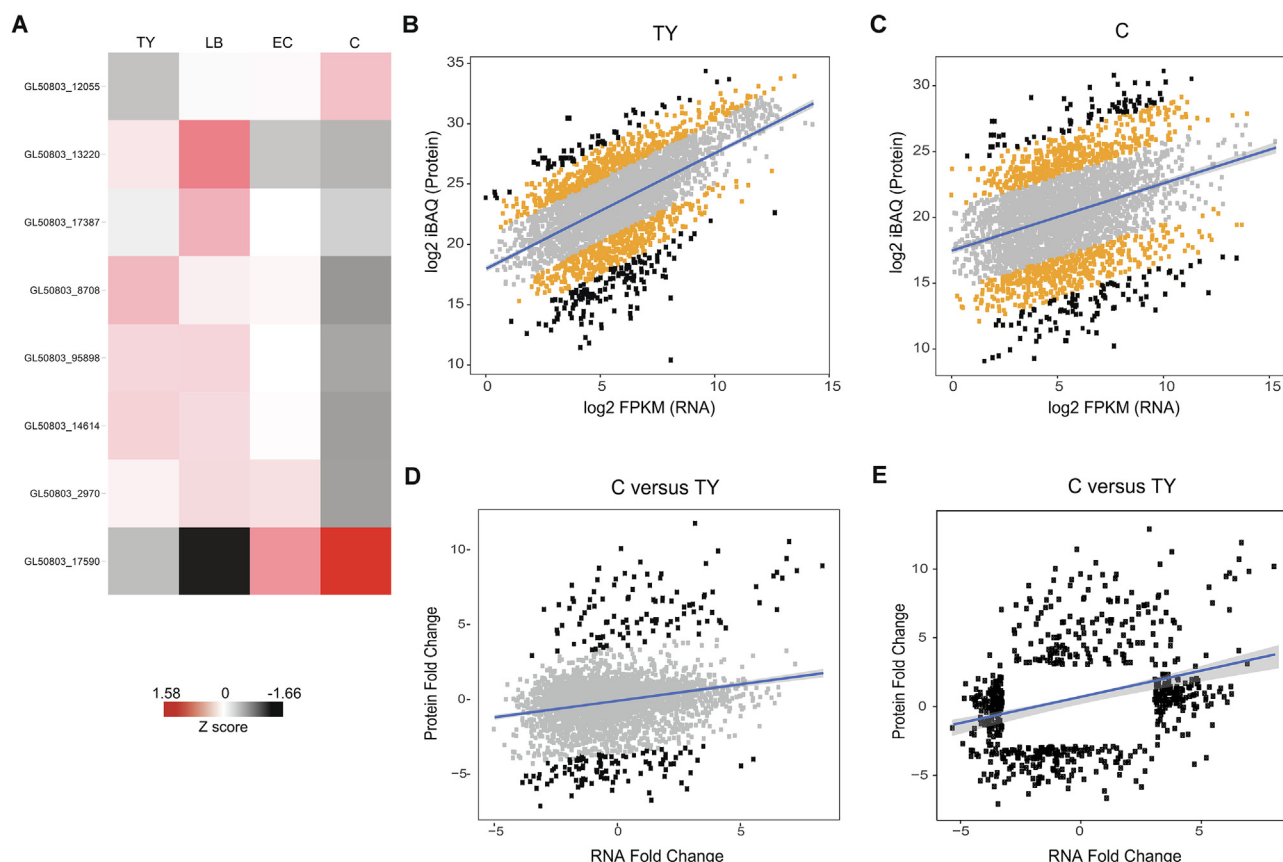 A
TY LB EC C
GL50803_12055
GL50803_13220
GL50803_17387
GL50803_8708
GL50803_95898
GL50803_14614
GL50803_2970
GL50803_17590
1.58 0 -1.66
Z score
B
TY
log2 iBAQ (Protein)
35
30
25
20
15
10
0 5 10 15
log2 FPKM (RNA)
C
C
log2 iBAQ (Protein)
30
25
20
15
10
0 5 10 15
log2 FPKM (RNA)
D
C versus TY
Protein Fold Change
10
5
0
−5
−5 0 5
RNA Fold Change
E
C versus TY
Protein Fold Change
10
5
0
−5
−5 0 5
RNA Fold Change